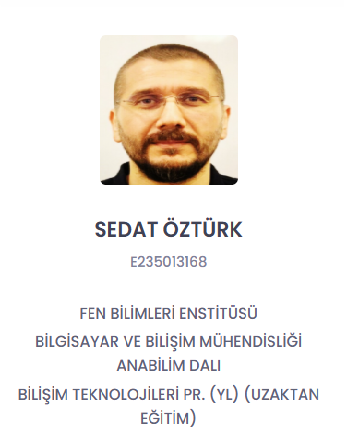 SEDAT ÖZTÜRK
E235013168
FEN BİLİMLERİ ENSTİTÜSÜ
BİLGİSAYAR VE BİLİŞİM MÜHENDİSLİĞİ
ANABİLİM DALI
BİLİŞİM TEKNOLOJİLERİ PR. (YL) (UZAKTAN
EĞİTİM)